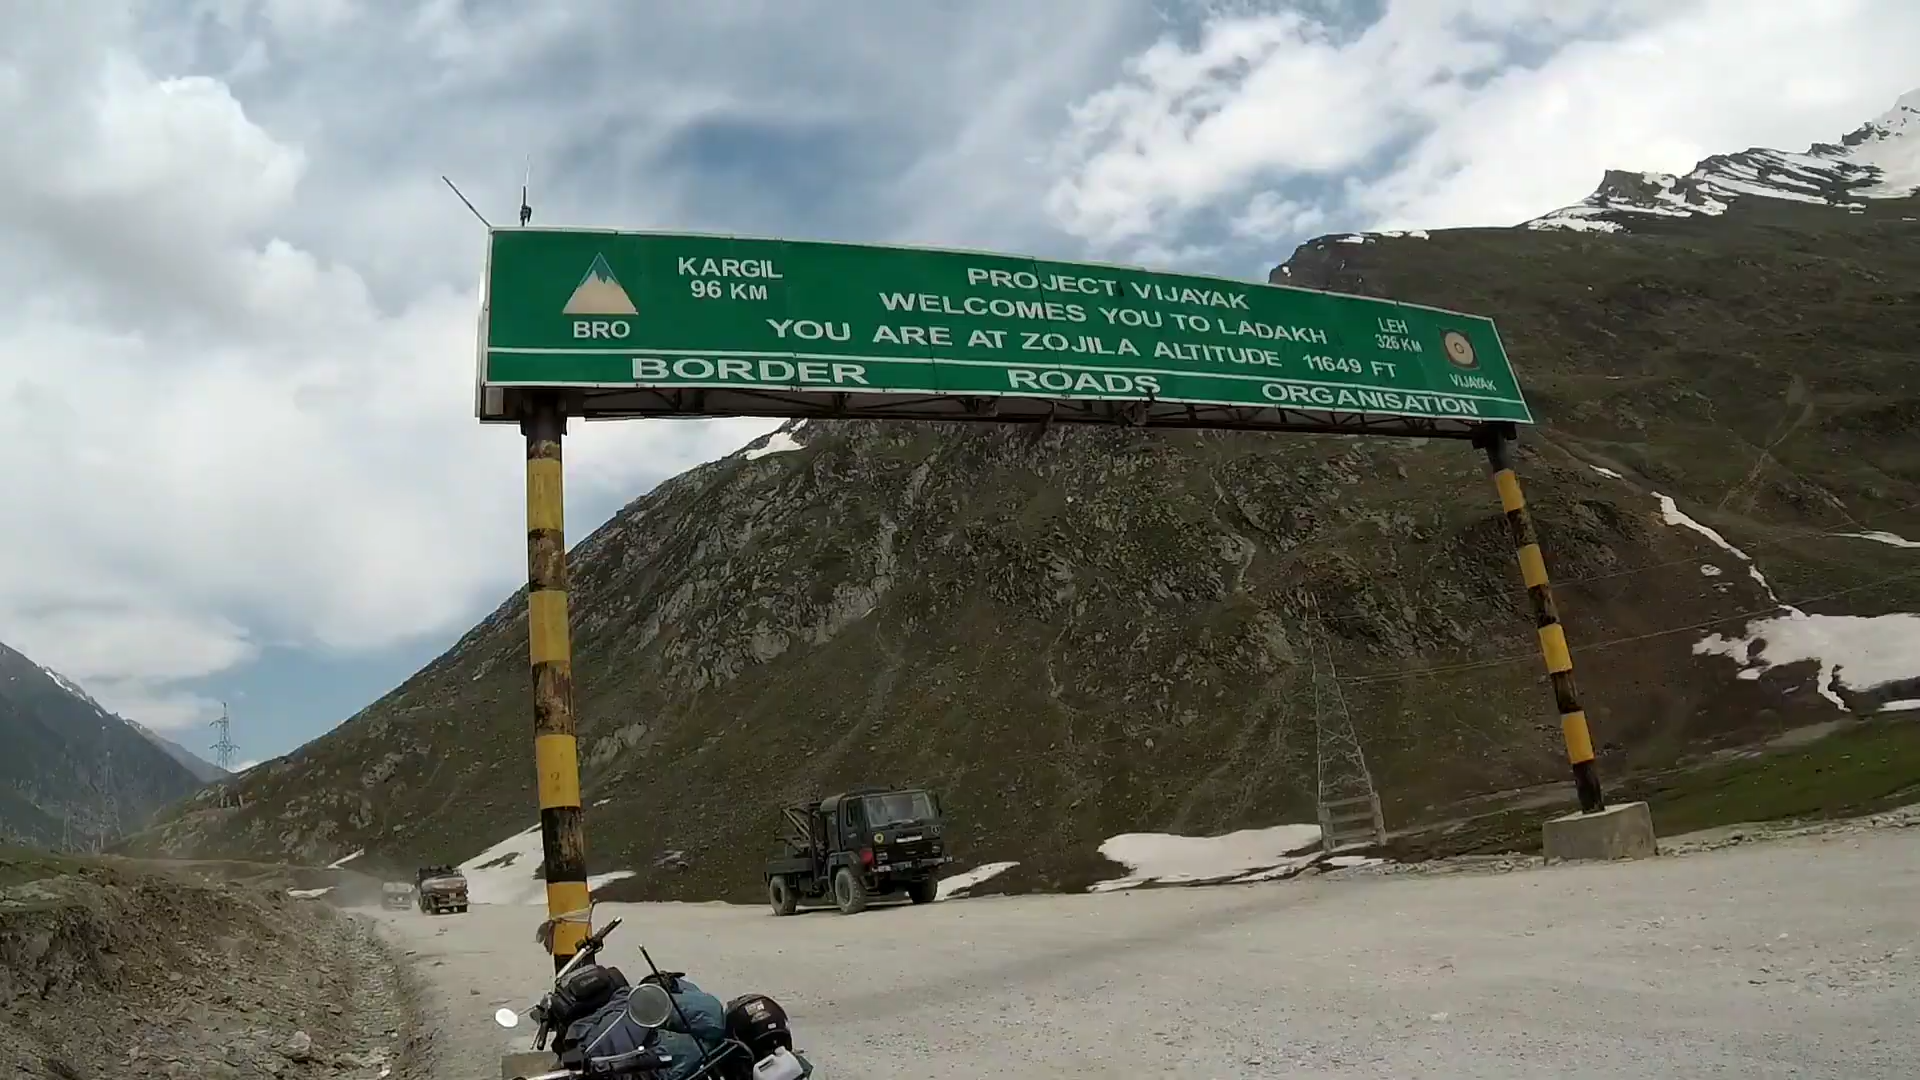 KARGIL
96 KM
BRO
PROJECT VIJAYAK
WELCOMES YOU TO LADAKH
YOU ARE AT ZOJILA ALTITUDE 11649 FT
LEH
326 KM
VIJAYAK
BORDER ROADS ORGANISATION